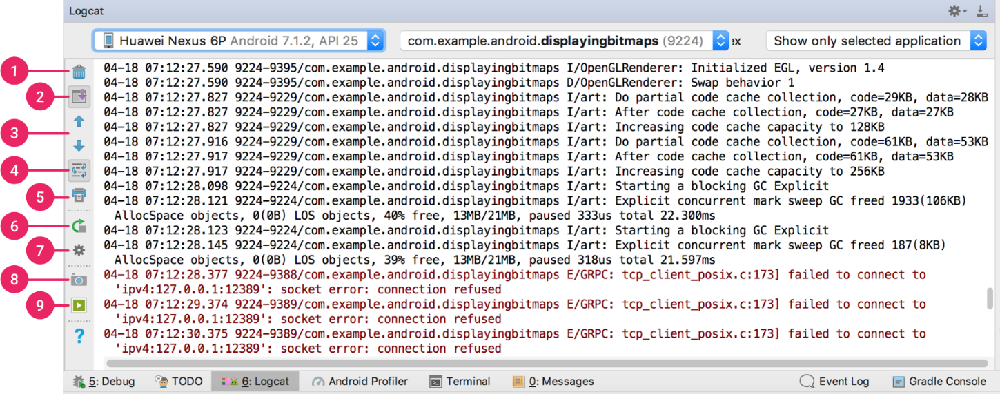 Logcat
Huawei Nexus 6P Android 7.1.2, API 25 com.example.android.displayingbitmaps (9224) ex Show only selected application
1 04-18 07:12:27.590 9224-9395/com.example.android.displayingbitmaps I/OpenGLRenderer: Initialized EGL, version 1.4
04-18 07:12:27.590 9224-9395/com.example.android.displayingbitmaps D/OpenGLRenderer: Swap behavior 1
2 04-18 07:12:27.827 9224-9229/com.example.android.displayingbitmaps I/art: Do partial code cache collection, code=29KB, data=28KB
04-18 07:12:27.827 9224-9229/com.example.android.displayingbitmaps I/art: After code cache collection, code=27KB, data=27KB
3 04-18 07:12:27.827 9224-9229/com.example.android.displayingbitmaps I/art: Increasing code cache capacity to 128KB
04-18 07:12:27.916 9224-9229/com.example.android.displayingbitmaps I/art: Do partial code cache collection, code=61KB, data=53KB
04-18 07:12:27.917 9224-9229/com.example.android.displayingbitmaps I/art: After code cache collection, code=61KB, data=53KB
4 04-18 07:12:27.917 9224-9229/com.example.android.displayingbitmaps I/art: Increasing code cache capacity to 256KB
04-18 07:12:28.098 9224-9224/com.example.android.displayingbitmaps I/art: Starting a blocking GC Explicit
5 04-18 07:12:28.121 9224-9224/com.example.android.displayingbitmaps I/art: Explicit concurrent mark sweep GC freed 1933(106KB)
AllocSpace objects, 0(0B) LOS objects, 40% free, 13MB/21MB, paused 333us total 22.300ms
6 04-18 07:12:28.123 9224-9224/com.example.android.displayingbitmaps I/art: Starting a blocking GC Explicit
7 04-18 07:12:28.145 9224-9224/com.example.android.displayingbitmaps I/art: Explicit concurrent mark sweep GC freed 187(8KB)
AllocSpace objects, 0(0B) LOS objects, 39% free, 13MB/21MB, paused 318us total 21.597ms
8 04-18 07:12:28.377 9224-9388/com.example.android.displayingbitmaps E/GRPC: tcp_client_posix.c:173] failed to connect to
'ipv4:127.0.0.1:12389': socket error: connection refused
9 04-18 07:12:29.374 9224-9389/com.example.android.displayingbitmaps E/GRPC: tcp_client_posix.c:173] failed to connect to
'ipv4:127.0.0.1:12389': socket error: connection refused
? 04-18 07:12:30.375 9224-9389/com.example.android.displayingbitmaps E/GRPC: tcp_client_posix.c:173] failed to connect to
'ipv4:127.0.0.1:12389': socket error: connection refused
5: Debug TODO 6: Logcat Android Profiler Terminal 0: Messages Event Log Gradle Console